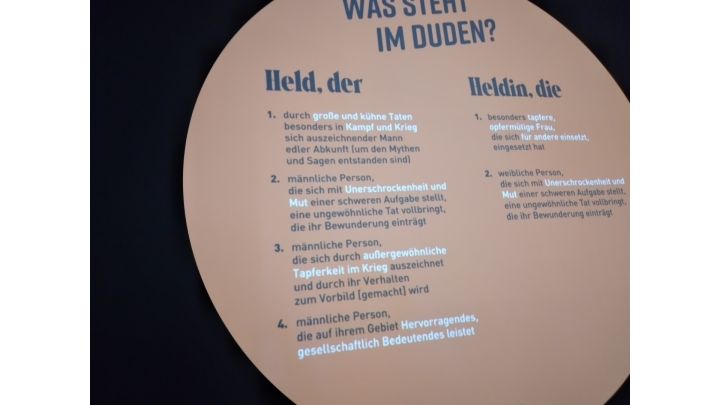 WAS STEHT
IM DUDEN?
Held, der
1. durch große und kühne Taten
besonders in Kampf und Krieg
sich auszeichnender Mann
edler Abkunft (um den Mythen
und Sagen entstanden sind)
2. männliche Person,
die sich mit Unerschrockenheit und
Mut einer schweren Aufgabe stellt,
eine ungewöhnliche Tat vollbringt,
die ihr Bewunderung einträgt
3. männliche Person,
die sich durch außergewöhnliche
Tapferkeit im Krieg auszeichnet
und durch ihr Verhalten
zum Vorbild [gemacht] wird
4. männliche Person,
die auf ihrem Gebiet Hervorragendes,
gesellschaftlich Bedeutendes leistet
Heldin, die
1. besonders tapfere,
opfermütige Frau,
die sich für andere einsetzt,
eingesetzt hat
2. weibliche Person,
die sich mit Unerschrockenheit und
Mut einer schweren Aufgabe stellt,
eine ungewöhnliche Tat vollbringt,
die ihr Bewunderung einträgt